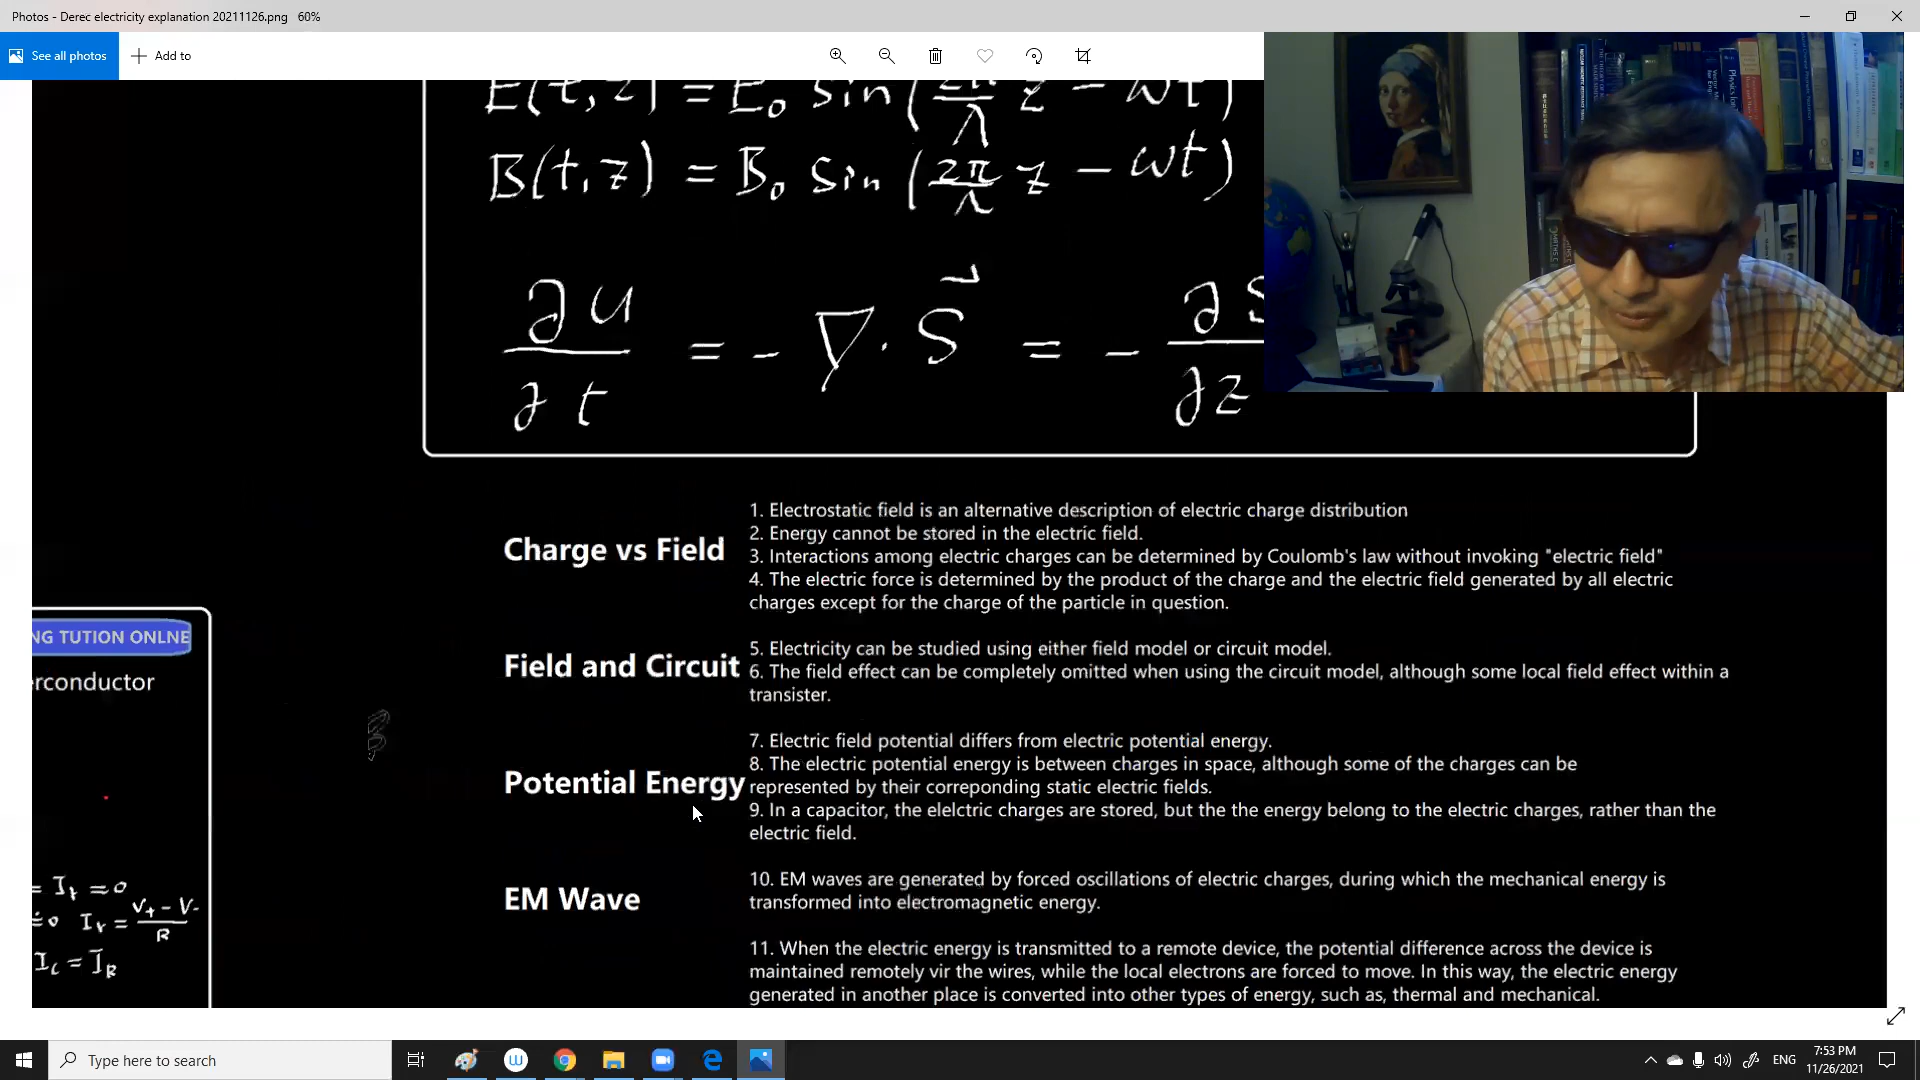 Photos - Derec electricity explanation 20211126.png 60%
See all photos
Add to
E(t,z) = E₀ sin(2π/λ z - ωt)
B(t,z) = B₀ sin(2π/λ z - ωt)
∂u/∂t = - ∇·S⃗ = - ∂S/∂z
Charge vs Field
1. Electrostatic field is an alternative description of electric charge distribution
2. Energy cannot be stored in the electric field.
3. Interactions among electric charges can be determined by Coulomb's law without invoking "electric field"
4. The electric force is determined by the product of the charge and the electric field generated by all electric
charges except for the charge of the particle in question.
NG TUTION ONLNE
erconductor
Field and Circuit
5. Electricity can be studied using either field model or circuit model.
6. The field effect can be completely omitted when using the circuit model, although some local field effect within a
transister.
Potential Energy
7. Electric field potential differs from electric potential energy.
8. The electric potential energy is between charges in space, although some of the charges can be
represented by their correponding static electric fields.
9. In a capacitor, the elelctric charges are stored, but the the energy belong to the electric charges, rather than the
electric field.
= I_t = 0
≐0 I_r = V₊ - V₋/R
I_c = I_R
EM Wave
10. EM waves are generated by forced oscillations of electric charges, during which the mechanical energy is
transformed into electromagnetic energy.
11. When the electric energy is transmitted to a remote device, the potential difference across the device is
maintained remotely vir the wires, while the local electrons are forced to move. In this way, the electric energy
generated in another place is converted into other types of energy, such as, thermal and mechanical.
Type here to search
ENG
7:53 PM
11/26/2021